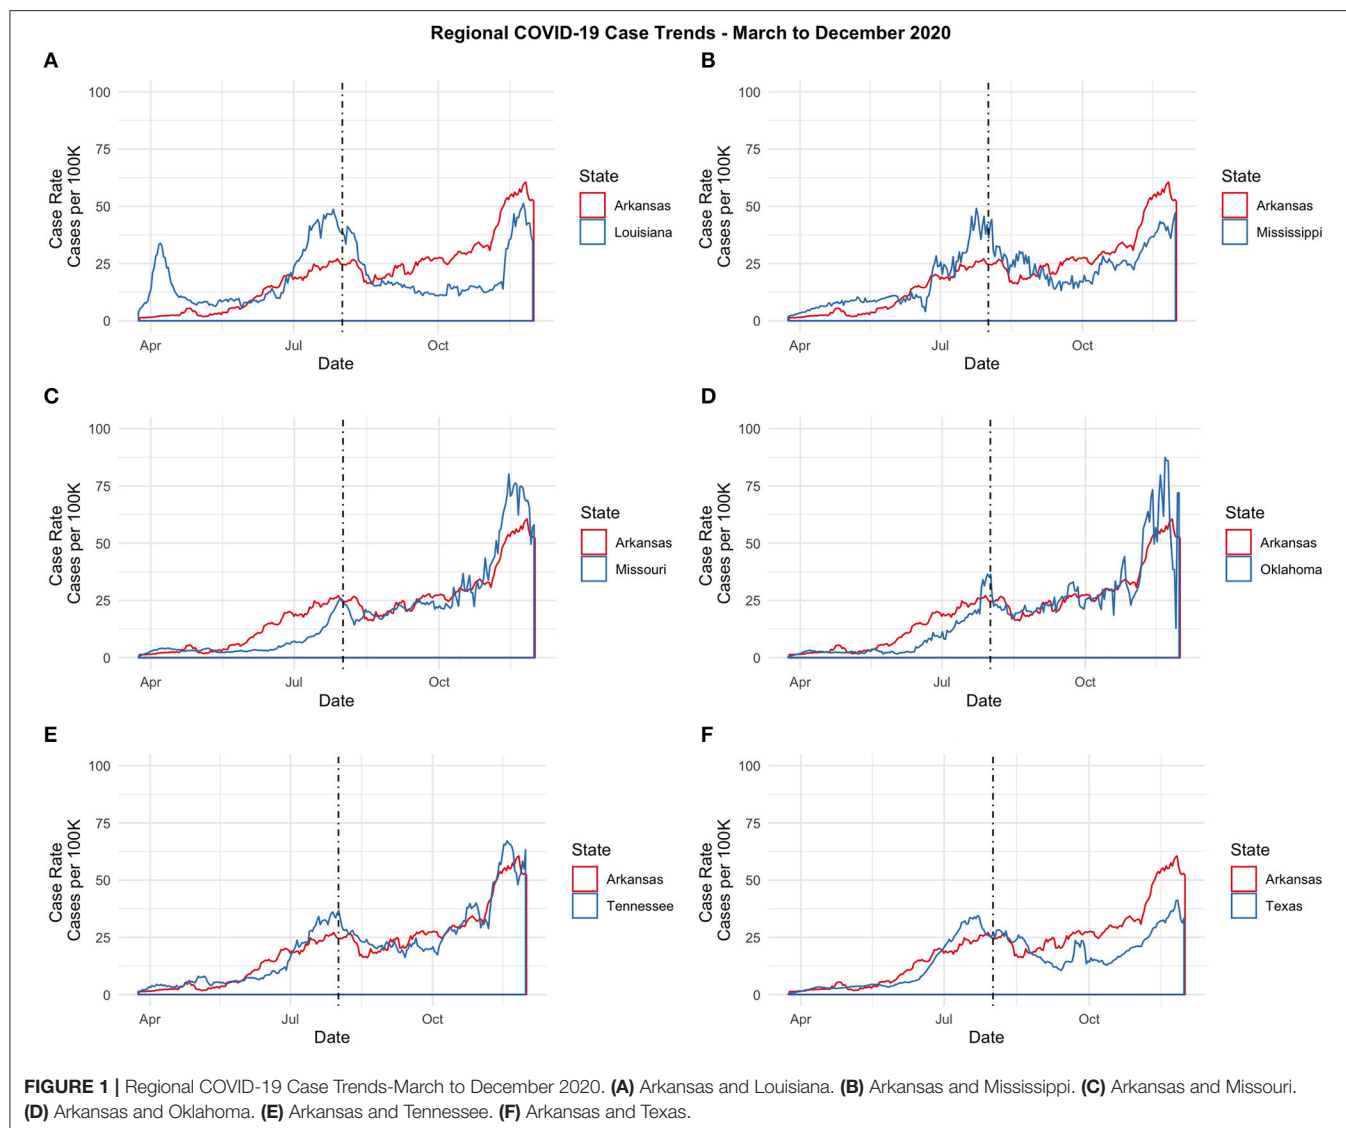 Regional COVID-19 Case Trends - March to December 2020
A
100
75
50
25
0
Case Rate
Cases per 100K
Apr
Jul
Oct
Date
State
Arkansas
Louisiana
B
100
75
50
25
0
Case Rate
Cases per 100K
Apr
Jul
Oct
Date
State
Arkansas
Mississippi
C
100
75
50
25
0
Case Rate
Cases per 100K
Apr
Jul
Oct
Date
State
Arkansas
Missouri
D
100
75
50
25
0
Case Rate
Cases per 100K
Apr
Jul
Oct
Date
State
Arkansas
Oklahoma
E
100
75
50
25
0
Case Rate
Cases per 100K
Apr
Jul
Oct
Date
State
Arkansas
Tennessee
F
100
75
50
25
0
Case Rate
Cases per 100K
Apr
Jul
Oct
Date
State
Arkansas
Texas
FIGURE 1 | Regional COVID-19 Case Trends-March to December 2020. (A) Arkansas and Louisiana. (B) Arkansas and Mississippi. (C) Arkansas and Missouri.
(D) Arkansas and Oklahoma. (E) Arkansas and Tennessee. (F) Arkansas and Texas.